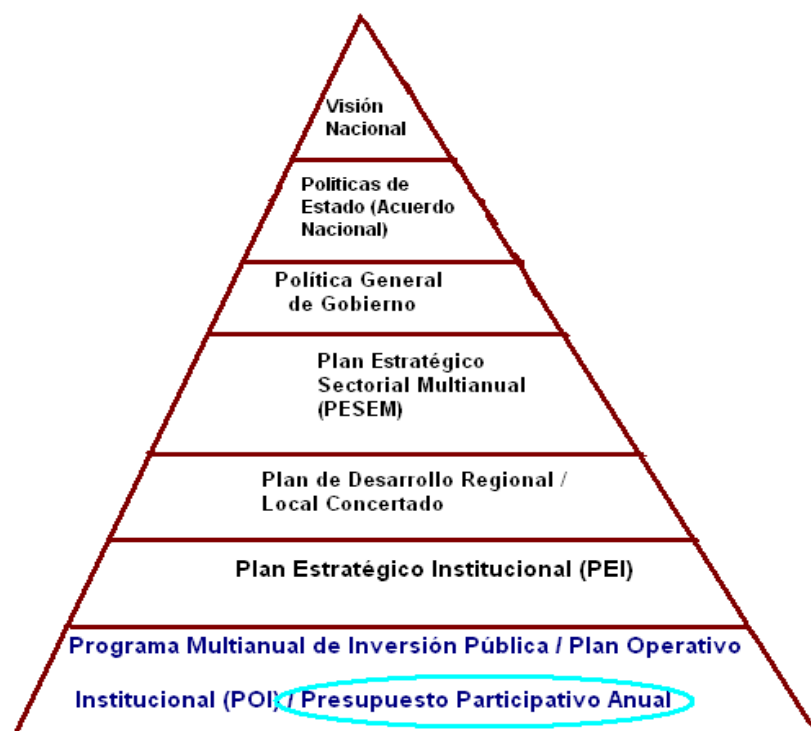 Visión
Nacional
Políticas de
Estado (Acuerdo
Nacional)
Política General
de Gobierno
Plan Estratégico
Sectorial Multianual
(PESEM)
Plan de Desarrollo Regional /
Local Concertado
Plan Estratégico Institucional (PEI)
Programa Multianual de Inversión Pública / Plan Operativo
Institucional (POI) / Presupuesto Participativo Anual